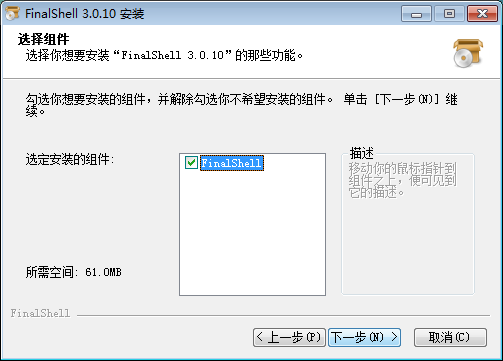 FinalShell 3.0.10 安装
选择组件
选择你想要安装“FinalShell 3.0.10”的那些功能。
勾选你想要安装的组件，并解除勾选你不希望安装的组件。 单击 [下一步(N)] 继
续。
选定安装的组件:
FinalShell
描述
移动你的鼠标指针到
组件之上，便可见到
它的描述。
所需空间: 61.0MB
FinalShell
< 上一步(P)
下一步(N) >
取消(C)